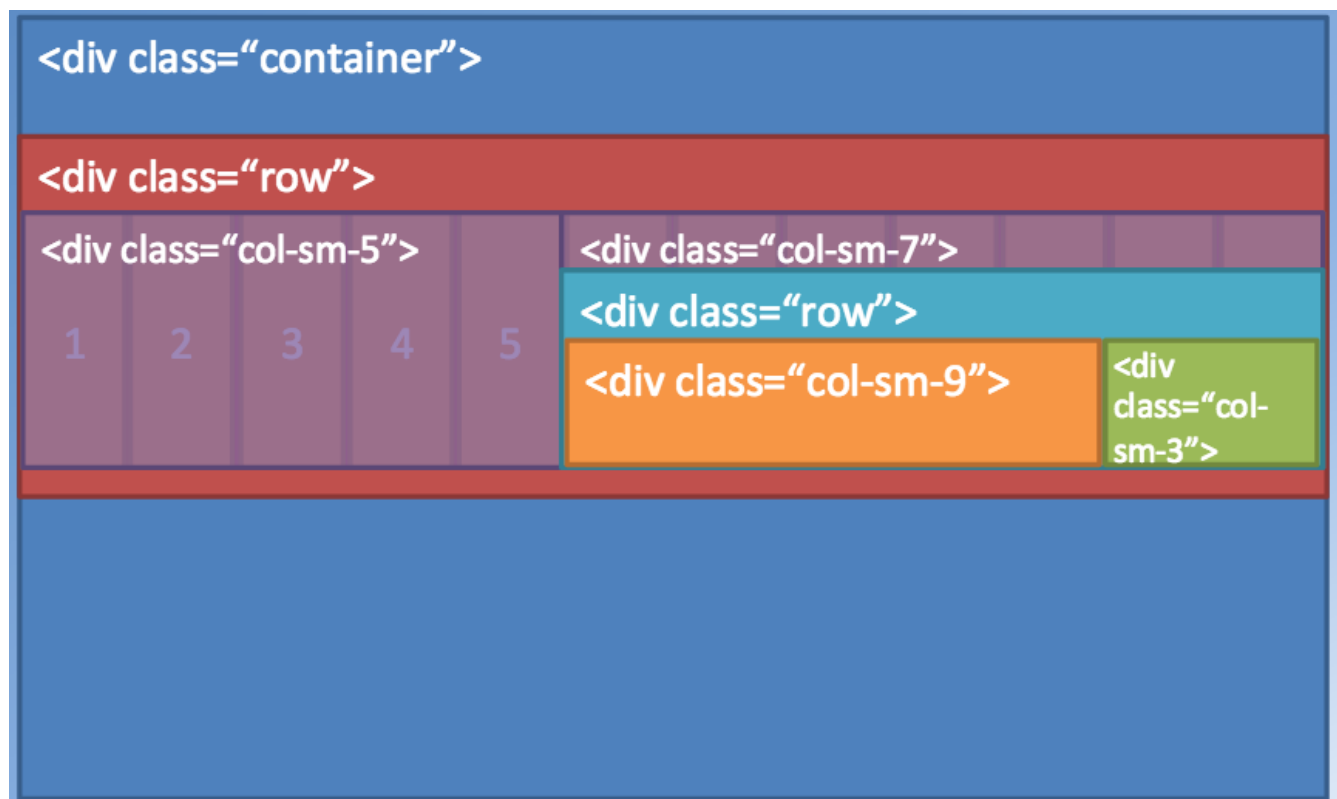 <div class=“container”>
<div class=“row”>
<div class=“col-sm-5”>
<div class=“col-sm-7”>
<div class=“row”>
1 2 3 4 5
<div class=“col-sm-9”>
<div
class=“col-
sm-3”>